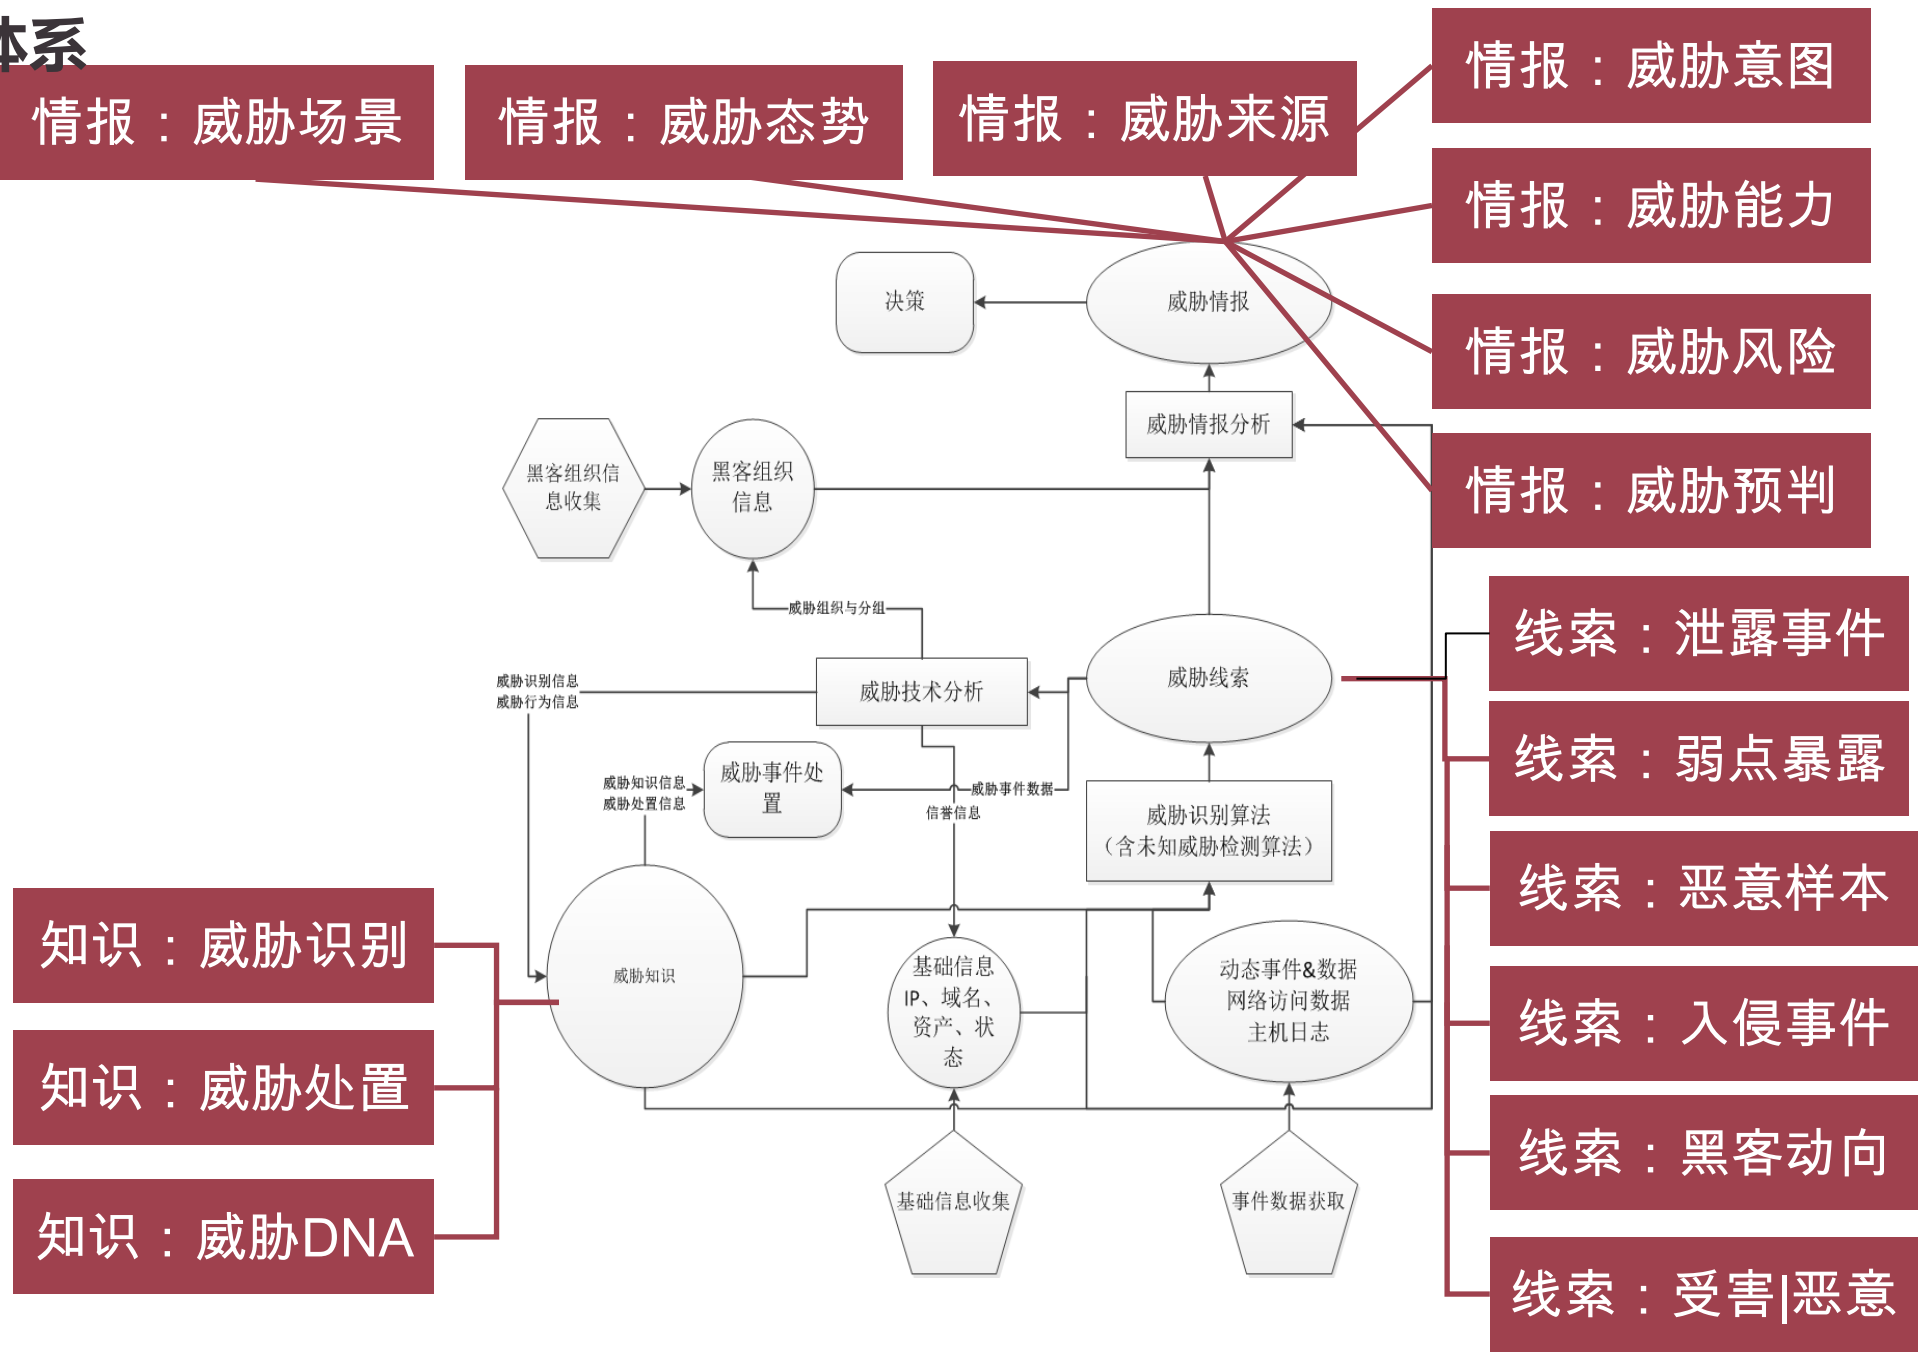 体系
情报：威胁场景
情报：威胁态势
情报：威胁来源
情报：威胁意图
情报：威胁能力
情报：威胁风险
情报：威胁预判
决策
威胁情报
威胁情报分析
黑客组织信
息收集
黑客组织
信息
威胁组织与分组
威胁识别信息
威胁行为信息
威胁技术分析
威胁线索
威胁知识信息
威胁处置信息
威胁事件处
置
威胁事件数据
信誉信息
威胁识别算法
（含未知威胁检测算法）
威胁知识
基础信息
IP、域名、
资产、状
态
动态事件&数据
网络访问数据
主机日志
基础信息收集
事件数据获取
线索：泄露事件
线索：弱点暴露
线索：恶意样本
线索：入侵事件
线索：黑客动向
线索：受害|恶意
知识：威胁识别
知识：威胁处置
知识：威胁DNA